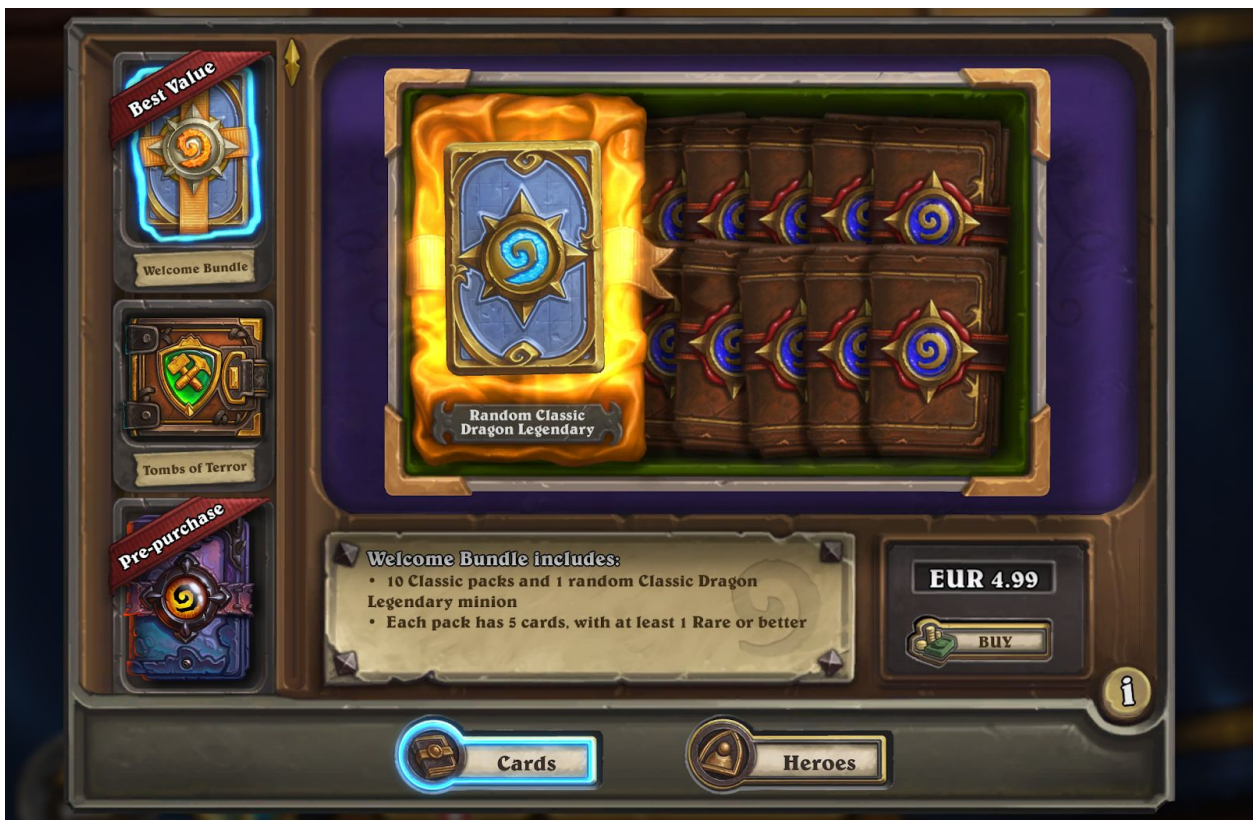 Best Value
Welcome Bundle
Tombs of Terror
Pre-purchase
Random Classic
Dragon Legendary
Welcome Bundle includes:
• 10 Classic packs and 1 random Classic Dragon
Legendary minion
• Each pack has 5 cards, with at least 1 Rare or better
EUR 4.99
BUY
i
Cards
Heroes